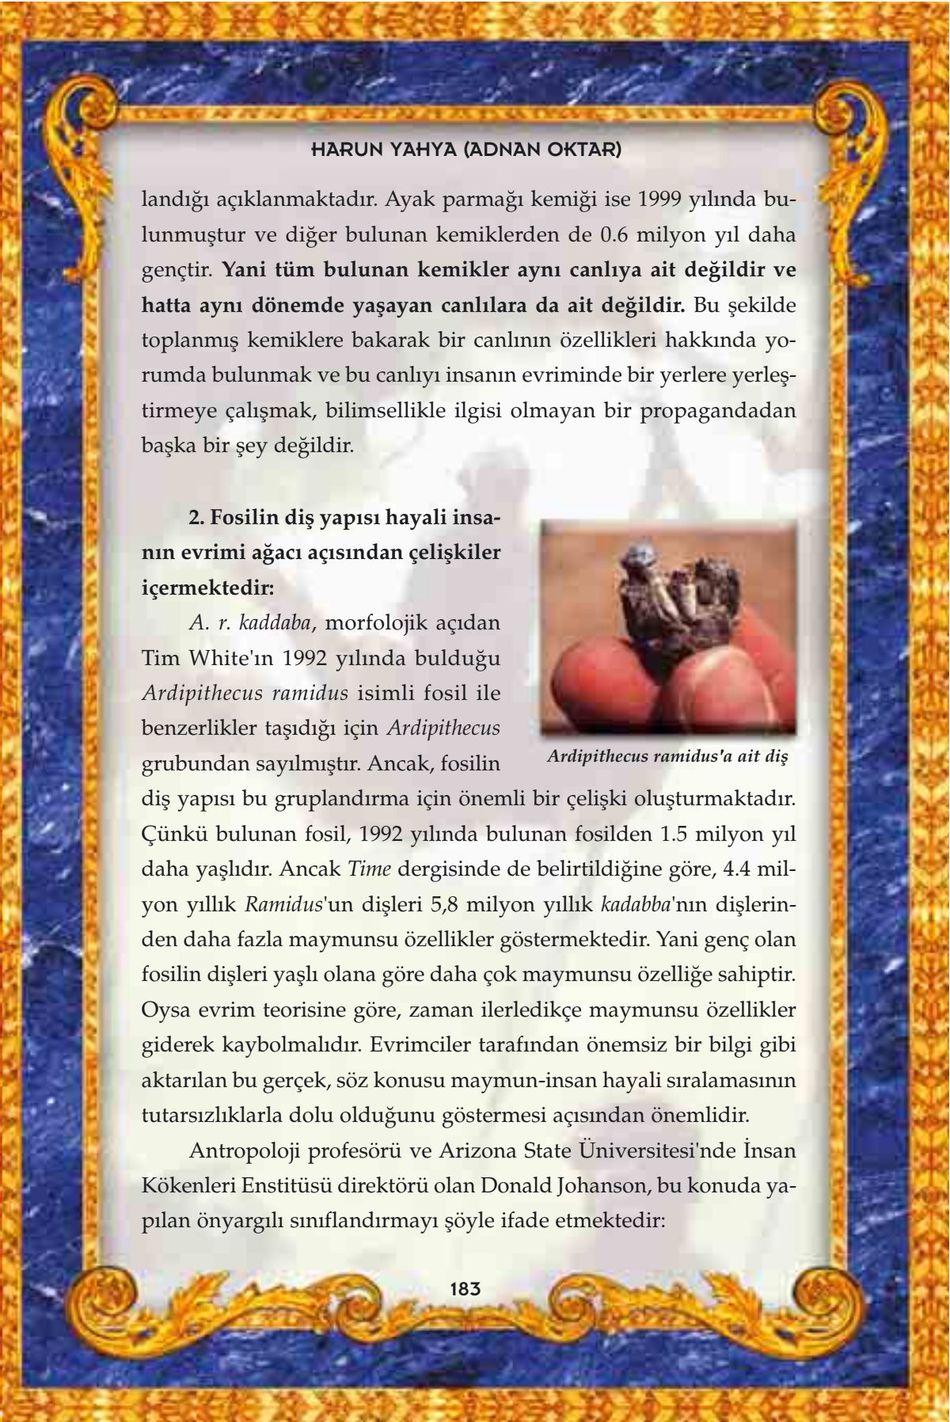 HARUN YAHYA (ADNAN OKTAR)
landığı açıklanmaktadır. Ayak parmağı kemiği ise 1999 yılında bu-
lunmuştur ve diğer bulunan kemiklerden de 0.6 milyon yıl daha
gençtir. Yani tüm bulunan kemikler aynı canlıya ait değildir ve
hatta aynı dönemde yaşayan canlılara da ait değildir. Bu şekilde
toplanmış kemiklere bakarak bir canlının özellikleri hakkında yo-
rumda bulunmak ve bu canlıyı insanın evriminde bir yerlere yerleş-
tirmeye çalışmak, bilimsellikle ilgisi olmayan bir propagandadan
başka bir şey değildir.
2. Fosilin diş yapısı hayali insa-
nın evrimi ağacı açısından çelişkiler
içermektedir:
A. r. kaddaba, morfolojik açıdan
Tim White'ın 1992 yılında bulduğu
Ardipithecus ramidus isimli fosil ile
benzerlikler taşıdığı için Ardipithecus
grubundan sayılmıştır. Ancak, fosilin
Ardipithecus ramidus'a ait diş
diş yapısı bu gruplandırma için önemli bir çelişki oluşturmaktadır.
Çünkü bulunan fosil, 1992 yılında bulunan fosilden 1.5 milyon yıl
daha yaşlıdır. Ancak Time dergisinde de belirtildiğine göre, 4.4 mil-
yon yıllık Ramidus'un dişleri 5,8 milyon yıllık kadabba'nın dişlerin-
den daha fazla maymunsu özellikler göstermektedir. Yani genç olan
fosilin dişleri yaşlı olana göre daha çok maymunsu özelliğe sahiptir.
Oysa evrim teorisine göre, zaman ilerledikçe maymunsu özellikler
giderek kaybolmalıdır. Evrimciler tarafından önemsiz bir bilgi gibi
aktarılan bu gerçek, söz konusu maymun-insan hayali sıralamasının
tutarsızlıklarla dolu olduğunu göstermesi açısından önemlidir.
Antropoloji profesörü ve Arizona State Üniversitesi'nde İnsan
Kökenleri Enstitüsü direktörü olan Donald Johanson, bu konuda ya-
pılan önyargılı sınıflandırmayı şöyle ifade etmektedir:
183